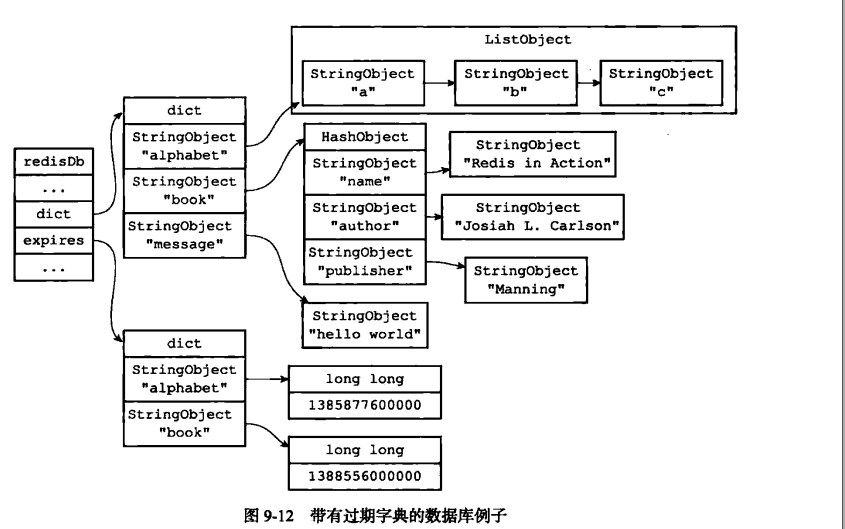 ListObject
StringObject
"a"
StringObject
"b"
StringObject
"c"
redisDb
...
dict
expires
...
dict
StringObject
"alphabet"
StringObject
"book"
StringObject
"message"
HashObject
StringObject
"name"
StringObject
"author"
StringObject
"publisher"
StringObject
"Redis in Action"
StringObject
"Josiah L. Carlson"
StringObject
"Manning"
StringObject
"hello world"
dict
StringObject
"alphabet"
StringObject
"book"
long long
1385877600000
long long
1388556000000
图 9-12 带有过期字典的数据库例子